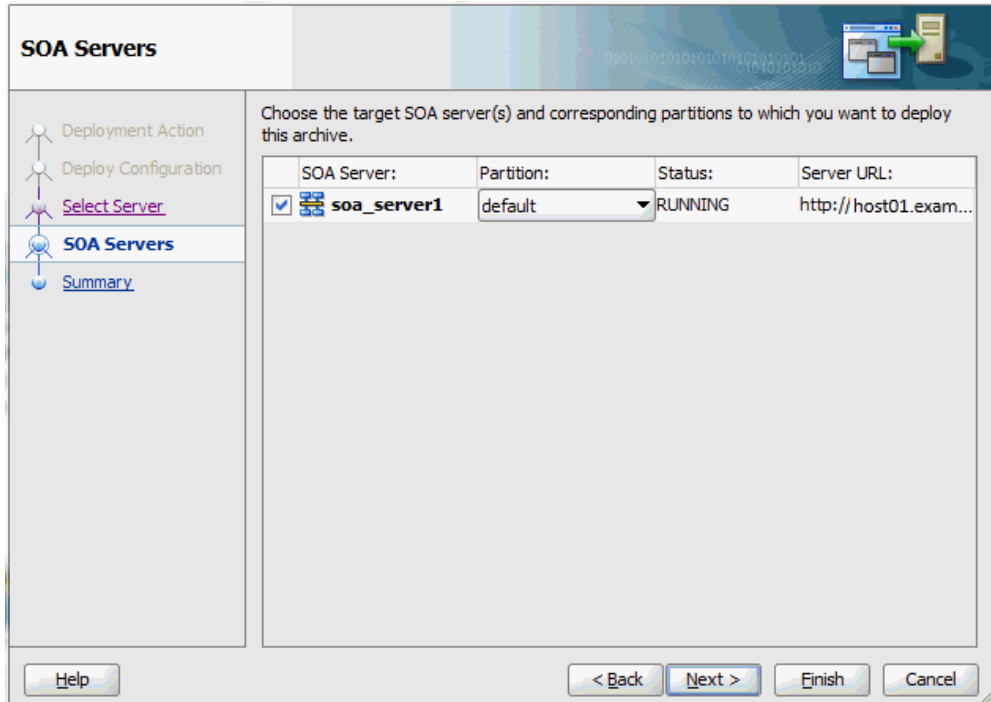 SOA Servers
Deployment Action
Deploy Configuration
Select Server
SOA Servers
Summary
Choose the target SOA server(s) and corresponding partitions to which you want to deploy
this archive.
SOA Server: Partition: Status: Server URL:
soa_server1 default RUNNING http://host01.exam...
Help < Back Next > Finish Cancel